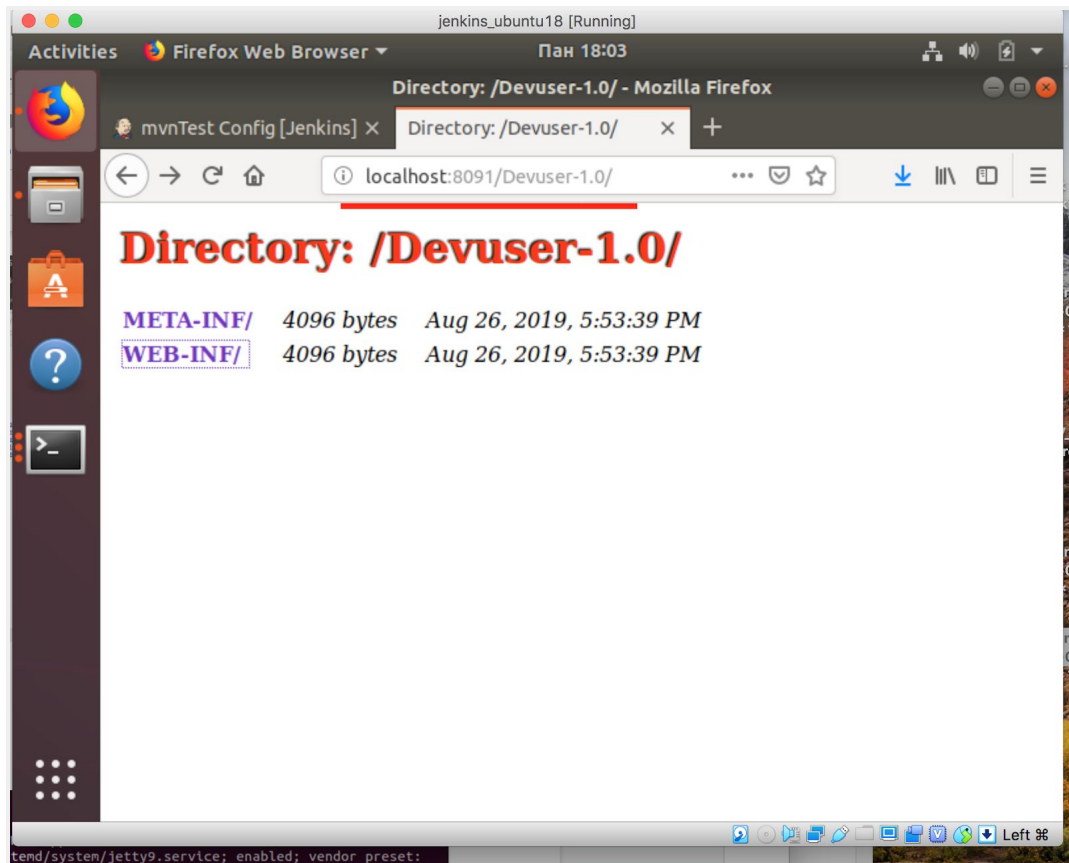 jenkins_ubuntu18 [Running]
Activities Firefox Web Browser Пан 18:03
Directory: /Devuser-1.0/ - Mozilla Firefox
mvnTest Config [Jenkins] Directory: /Devuser-1.0/
localhost:8091/Devuser-1.0/
Directory: /Devuser-1.0/
META-INF/ 4096 bytes Aug 26, 2019, 5:53:39 PM
WEB-INF/ 4096 bytes Aug 26, 2019, 5:53:39 PM
Left ⌘
temd/system/jetty9.service; enabled; vendor preset: